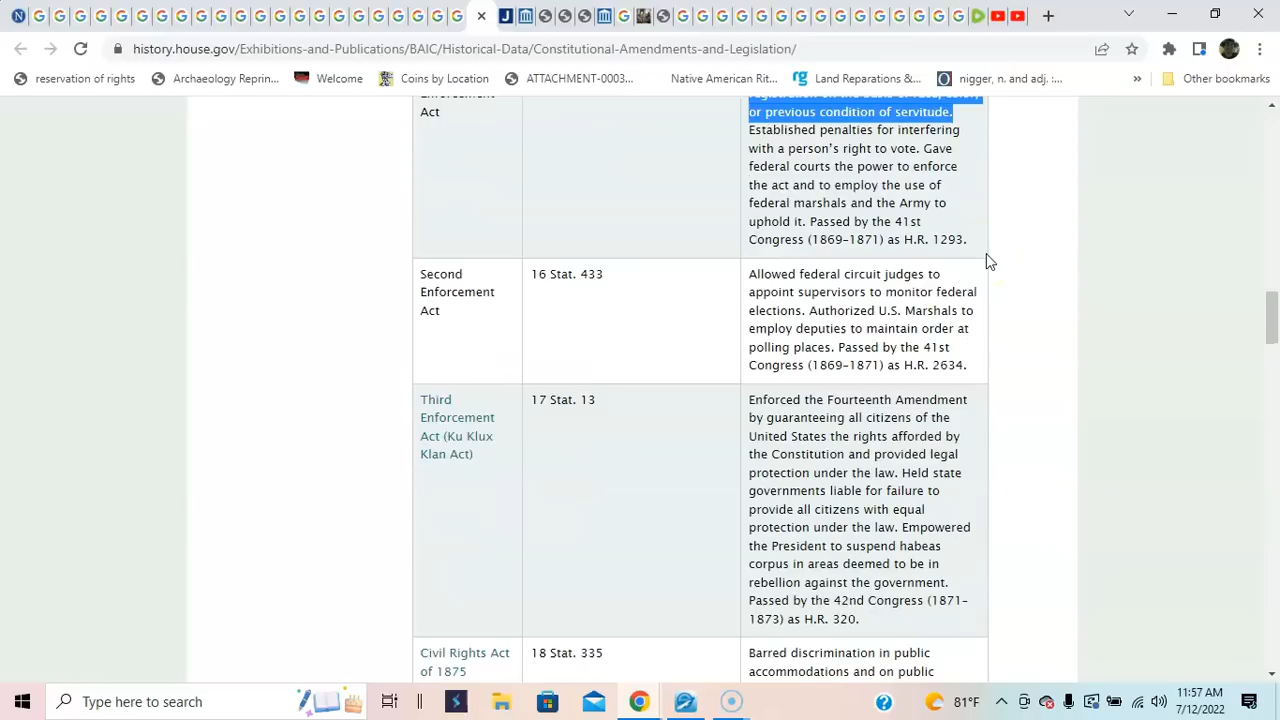 history.house.gov/Exhibitions-and-Publications/BAIC/Historical-Data/Constitutional-Amendments-and-Legislation/
reservation of rights
Archaeology Reprin...
Welcome
Coins by Location
ATTACHMENT-0003...
Native American Rit...
Land Reparations &...
nigger, n. and adj. :...
»
Other bookmarks
Act
or previous condition of servitude.
Established penalties for interfering
with a person's right to vote. Gave
federal courts the power to enforce
the act and to employ the use of
federal marshals and the Army to
uphold it. Passed by the 41st
Congress (1869–1871) as H.R. 1293.
Second
Enforcement
Act
16 Stat. 433
Allowed federal circuit judges to
appoint supervisors to monitor federal
elections. Authorized U.S. Marshals to
employ deputies to maintain order at
polling places. Passed by the 41st
Congress (1869–1871) as H.R. 2634.
Third
Enforcement
Act (Ku Klux
Klan Act)
17 Stat. 13
Enforced the Fourteenth Amendment
by guaranteeing all citizens of the
United States the rights afforded by
the Constitution and provided legal
protection under the law. Held state
governments liable for failure to
provide all citizens with equal
protection under the law. Empowered
the President to suspend habeas
corpus in areas deemed to be in
rebellion against the government.
Passed by the 42nd Congress (1871–
1873) as H.R. 320.
Civil Rights Act
of 1875
18 Stat. 335
Barred discrimination in public
accommodations and on public
Type here to search
81°F
11:57 AM
7/12/2022